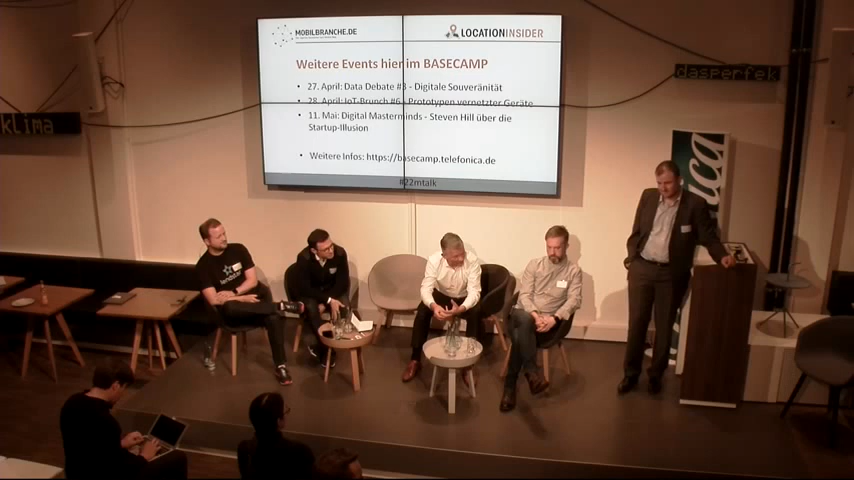 MOBILBRANCHE.DE
LOCATIONINSIDER
Weitere Events hier im BASECAMP
• 27. April: Data Debate #3 - Digitale Souveränität
• 28. April: IoT-Brunch #6 - Prototypen vernetzter Geräte
• 11. Mai: Digital Masterminds - Steven Hill über die
Startup-Illusion
• Weitere Infos: https://basecamp.telefonica.de
#22mtalk
klima
dasperfek